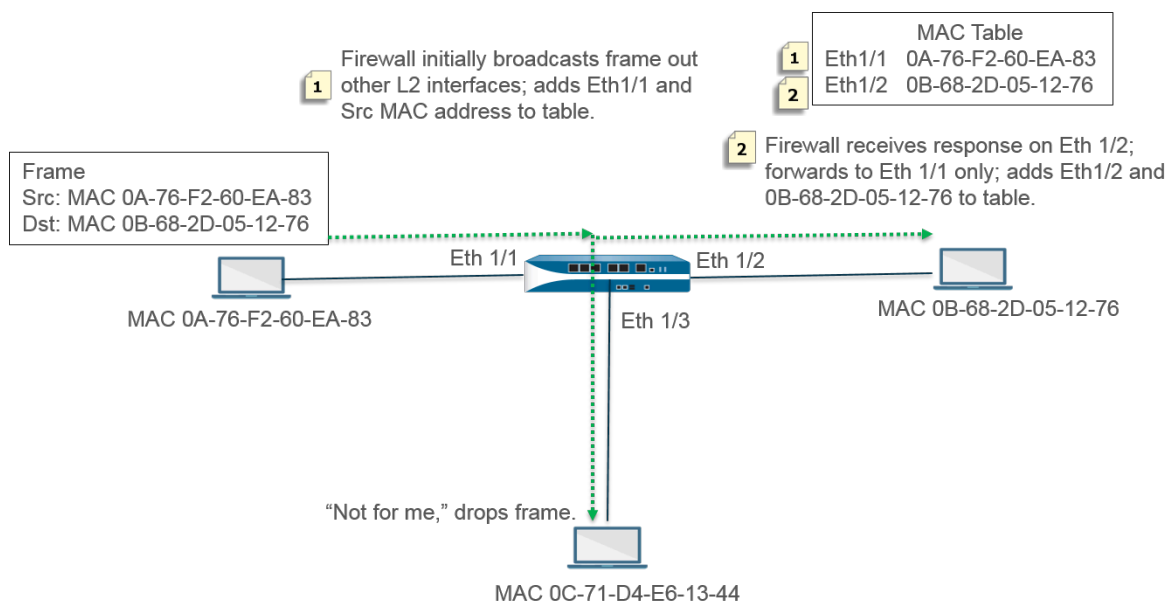 MAC Table
1
Eth1/1 0A-76-F2-60-EA-83
2
Eth1/2 0B-68-2D-05-12-76
1
Firewall initially broadcasts frame out
other L2 interfaces; adds Eth1/1 and
Src MAC address to table.
2
Firewall receives response on Eth 1/2;
forwards to Eth 1/1 only; adds Eth1/2 and
0B-68-2D-05-12-76 to table.
Frame
Src: MAC 0A-76-F2-60-EA-83
Dst: MAC 0B-68-2D-05-12-76
Eth 1/1
Eth 1/2
MAC 0A-76-F2-60-EA-83
MAC 0B-68-2D-05-12-76
Eth 1/3
“Not for me,” drops frame.
MAC 0C-71-D4-E6-13-44